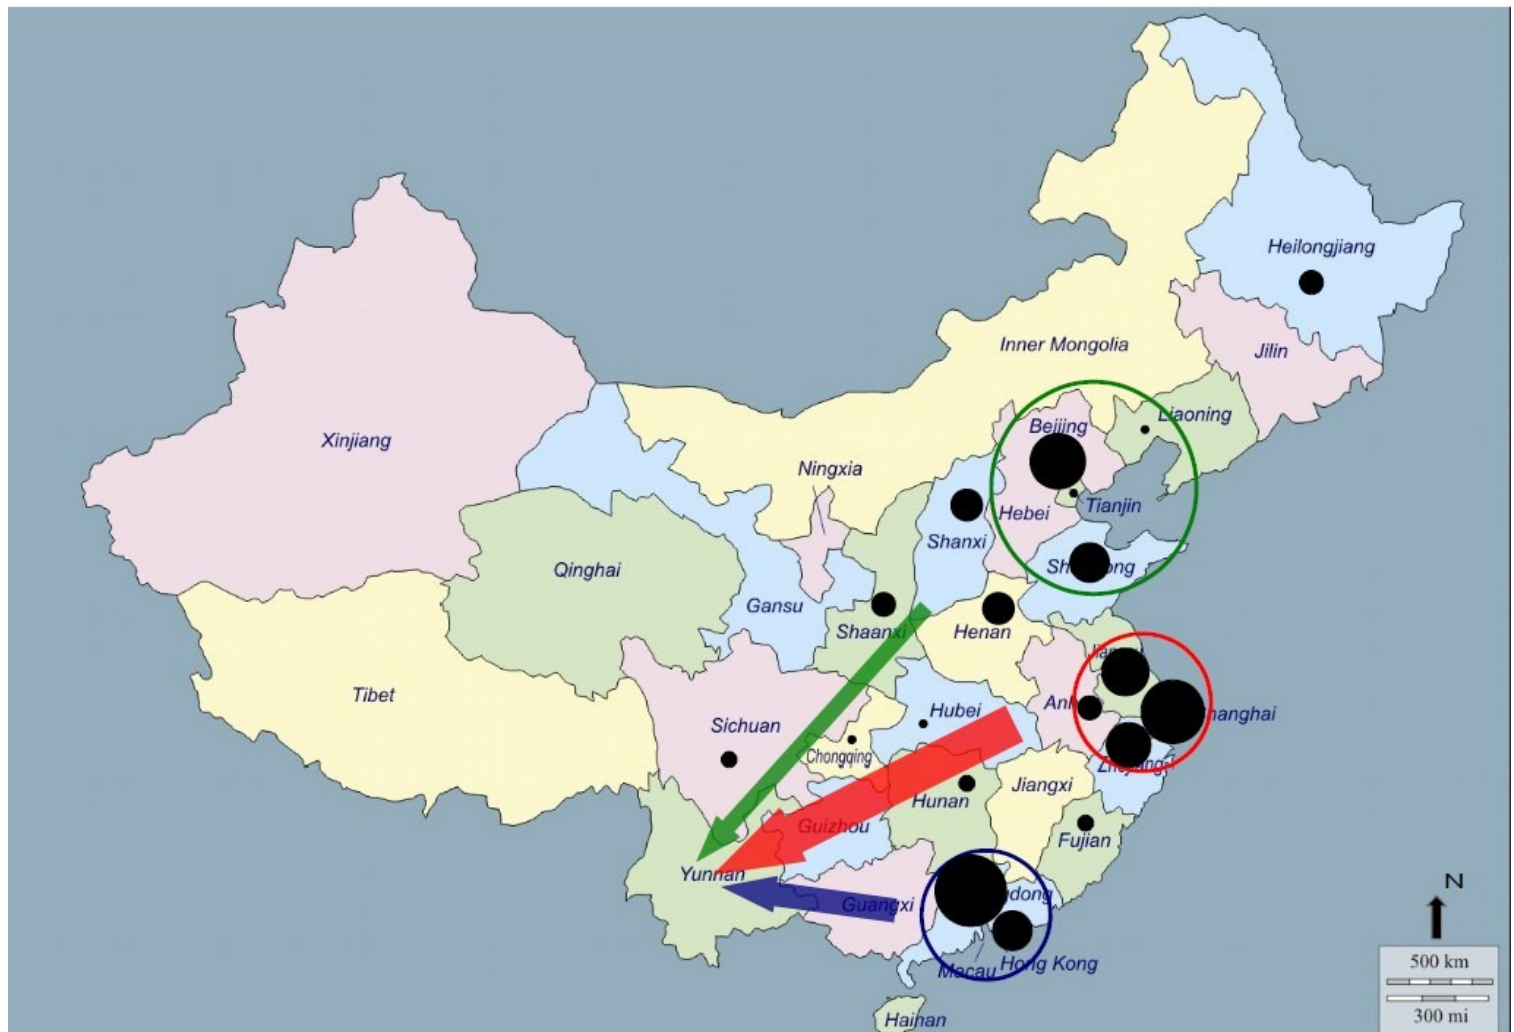 Heilongjiang
Inner Mongolia
Jilin
Liaoning
Beijing
Xinjiang
Ningxia
Tianjin
Hebei
Shanxi
Qinghai
Gansu
Shaanxi
Henan
Tibet
Sichuan
Hubei
Chongqing
Jiangxi
Hunan
Guizhou
Fujian
Yunnan
Guangxi
N
Macau
Hong Kong
500 km
300 mi
Hainan